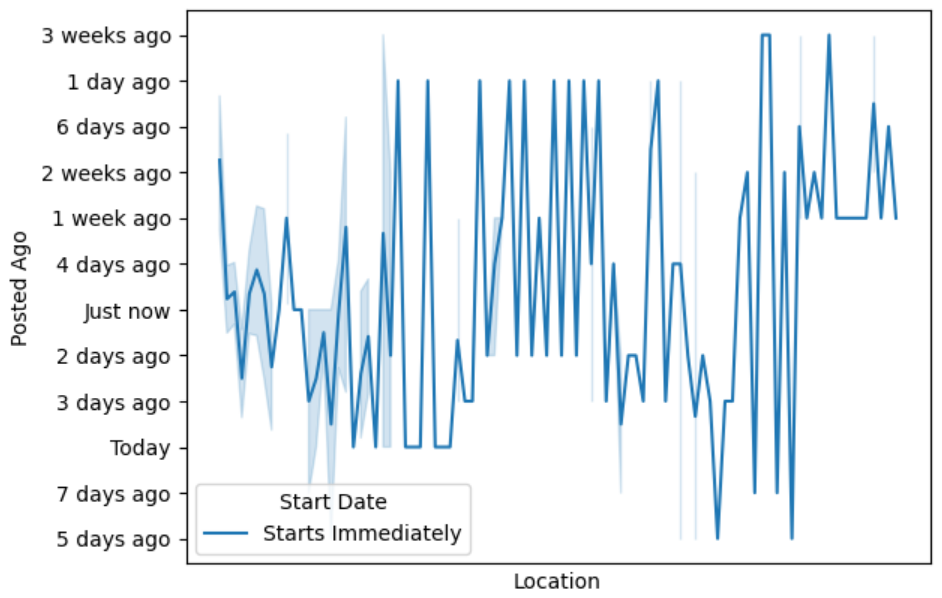 3 weeks ago
1 day ago
6 days ago
2 weeks ago
1 week ago
4 days ago
Just now
2 days ago
3 days ago
Today
7 days ago
5 days ago
Posted Ago
Start Date
Starts Immediately
Location